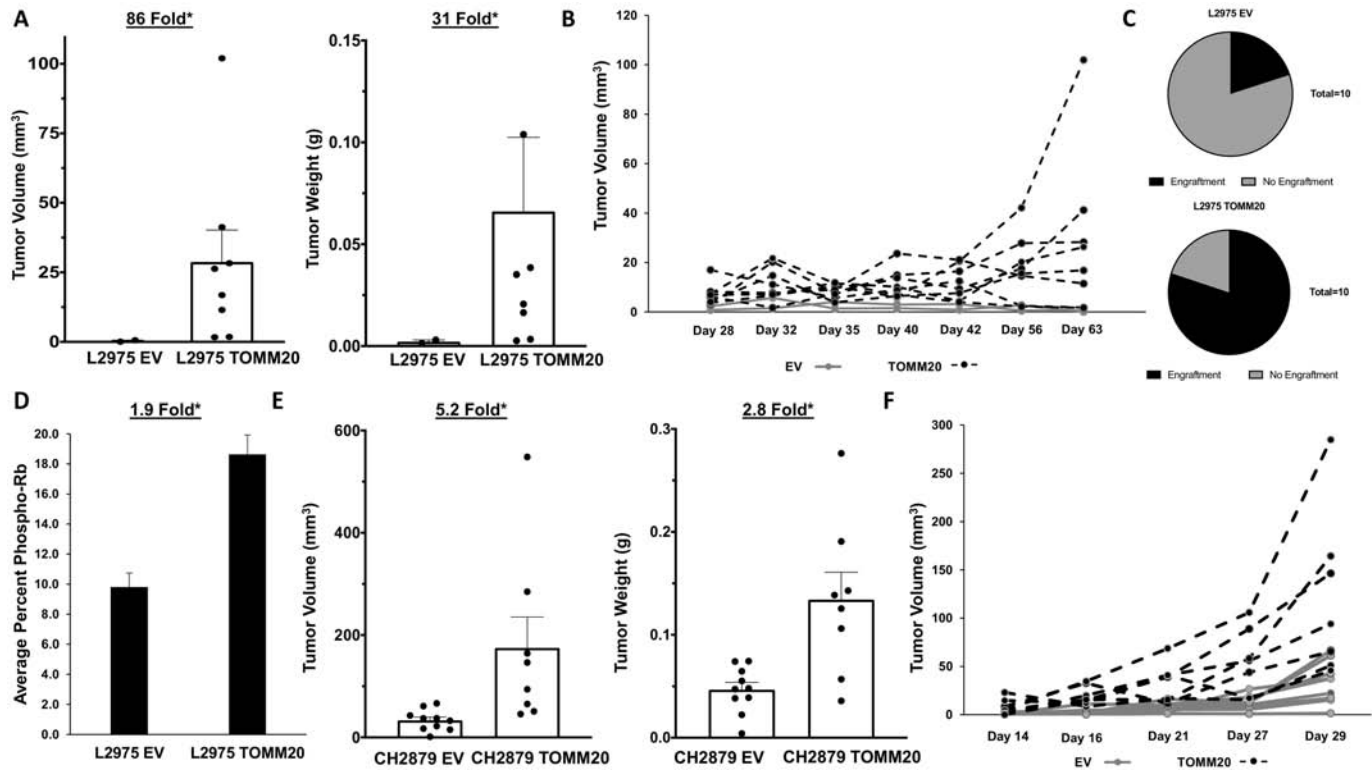 A
86 Fold*
Tumor Volume (mm³)
100
75
50
25
0
L2975 EV
L2975 TOMM20
31 Fold*
Tumor Weight (g)
0.15
0.10
0.05
0.00
L2975 EV
L2975 TOMM20
B
Tumor Volume (mm³)
120
100
80
60
40
20
0
Day 28
Day 32
Day 35
Day 40
Day 42
Day 56
Day 63
EV
TOMM20
C
L2975 EV
Total=10
Engraftment
No Engraftment
L2975 TOMM20
Total=10
Engraftment
No Engraftment
D
1.9 Fold*
Average Percent Phospho-Rb
20.0
18.0
16.0
14.0
12.0
10.0
8.0
6.0
4.0
2.0
0.0
L2975 EV
L2975 TOMM20
E
5.2 Fold*
Tumor Volume (mm³)
600
400
200
0
CH2879 EV
CH2879 TOMM20
2.8 Fold*
Tumor Weight (g)
0.3
0.2
0.1
0.0
CH2879 EV
CH2879 TOMM20
F
Tumor Volume (mm³)
300
250
200
150
100
50
0
Day 14
Day 16
Day 21
Day 27
Day 29
EV
TOMM20